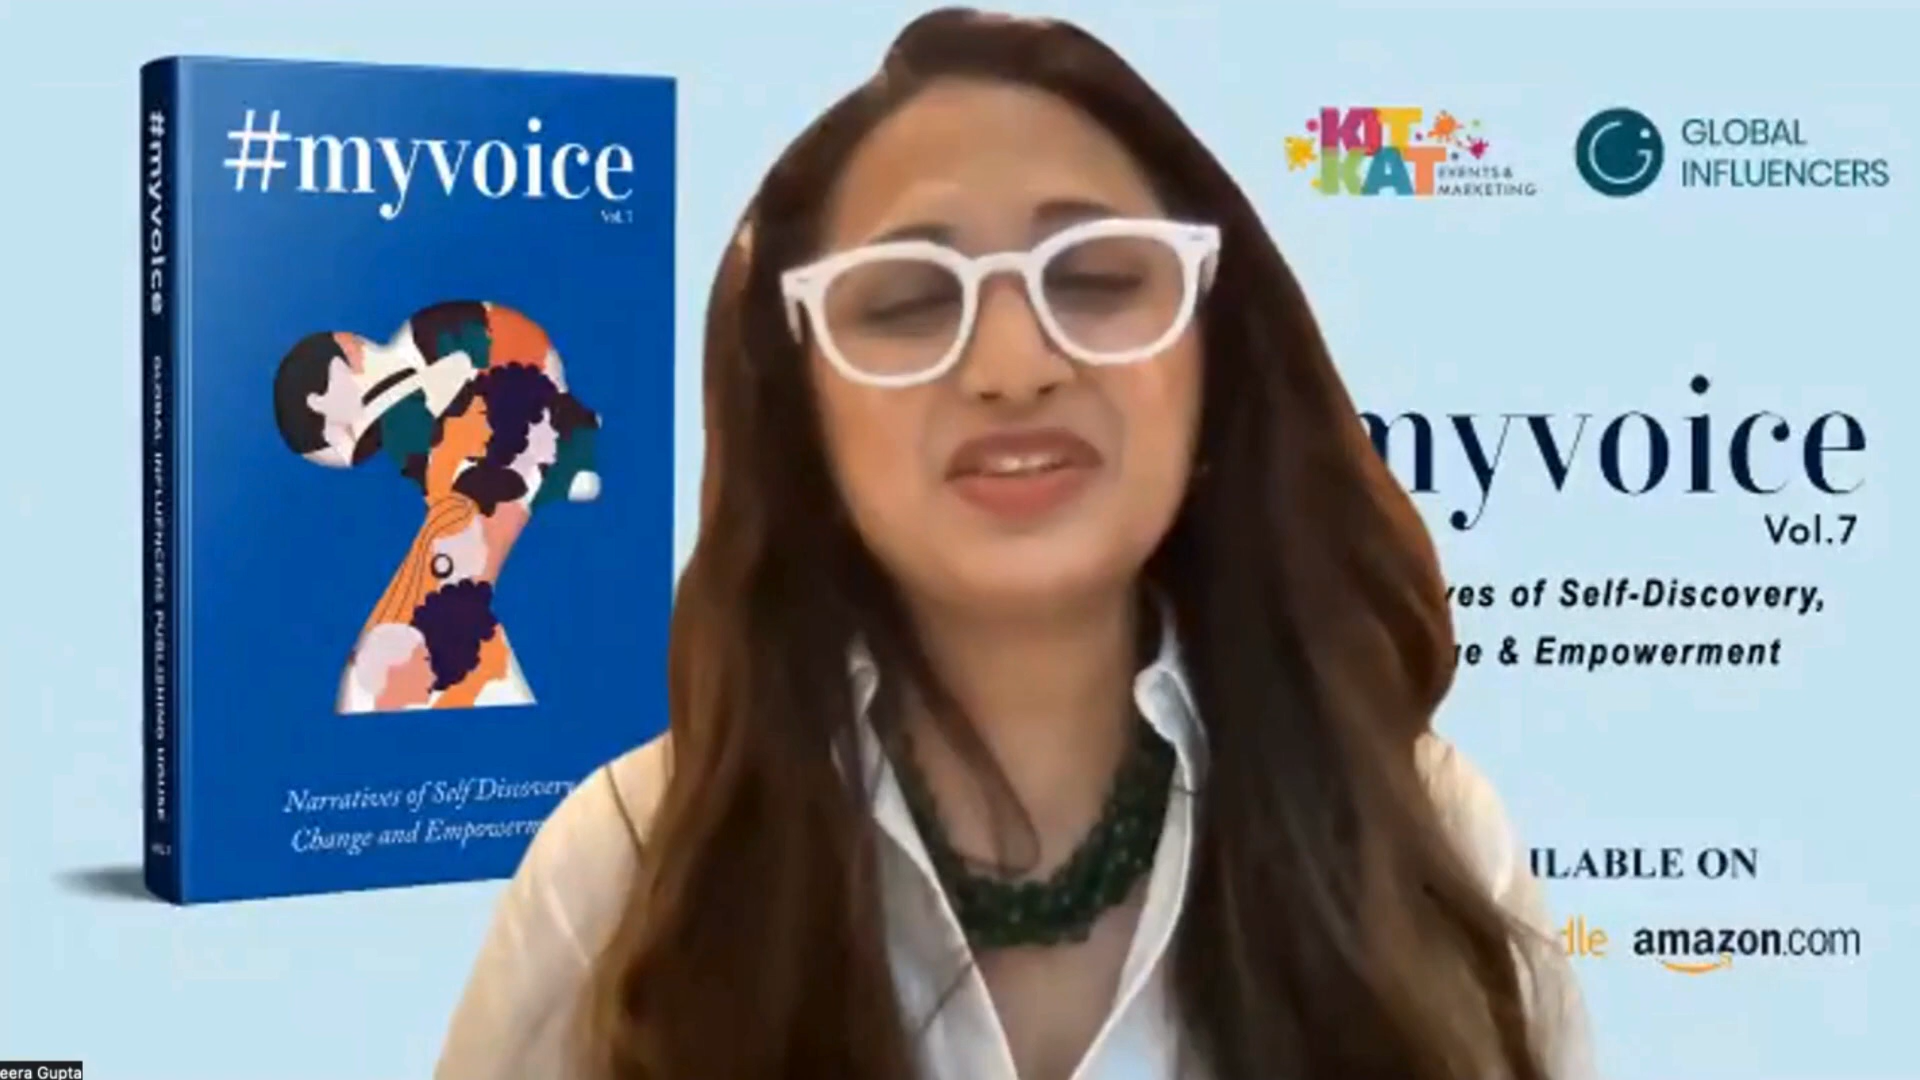 #myvoice
Vol.7
#myvoice
GLOBAL INFLUENCERS PUBLISHING HOUSE
Narratives of Self Discovery
Change and Empowerm
KIT
KAT
EVENTS &
MARKETING
GLOBAL
INFLUENCERS
myvoice
Vol.7
ves of Self-Discovery,
ge & Empowerment
ILABLE ON
dle amazon.com
eera Gupta